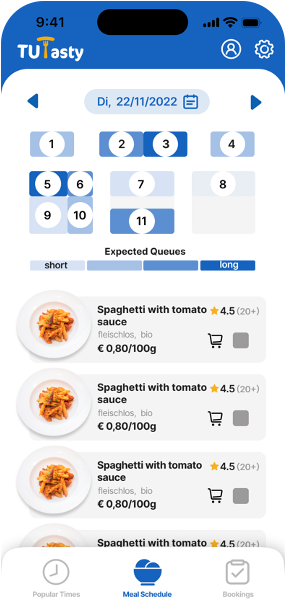 9:41
TUTasty
Di, 22/11/2022
1 2 3 4
5 6 7 8
9 10 11
Expected Queues
short long
Spaghetti with tomato sauce
4.5 (20+)
fleischlos, bio
€ 0,80/100g
Spaghetti with tomato sauce
4.5 (20+)
fleischlos, bio
€ 0,80/100g
Spaghetti with tomato sauce
4.5 (20+)
fleischlos, bio
€ 0,80/100g
Spaghetti with tomato
4.5 (20+)
Popular Times Meal Schedule Bookings